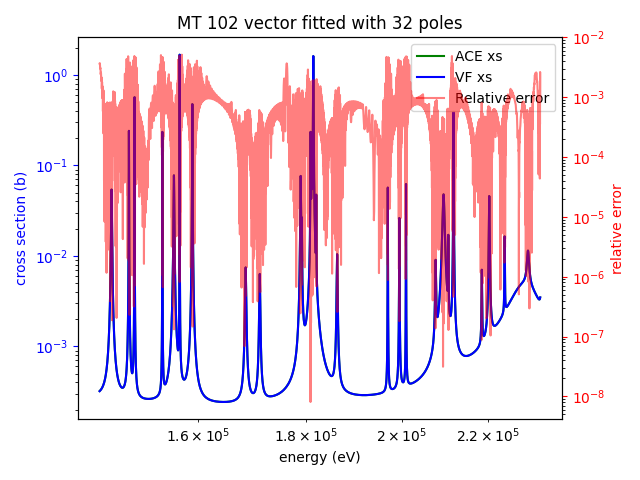 MT 102 vector fitted with 32 poles
ACE xs
VF xs
Relative error
10⁰
10⁻¹
10⁻²
10⁻³
cross section (b)
10⁻²
10⁻³
10⁻⁴
10⁻⁵
10⁻⁶
10⁻⁷
10⁻⁸
relative error
1.6 × 10⁵ 1.8 × 10⁵ 2 × 10⁵ 2.2 × 10⁵
energy (eV)